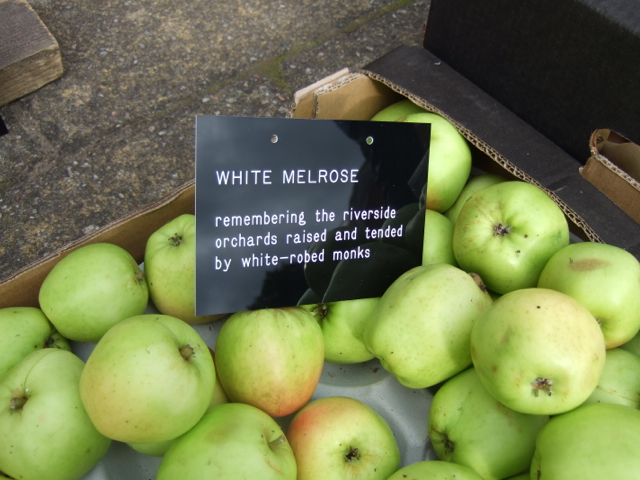 WHITE MELROSE
remembering the riverside
orchards raised and tended
by white-robed monks